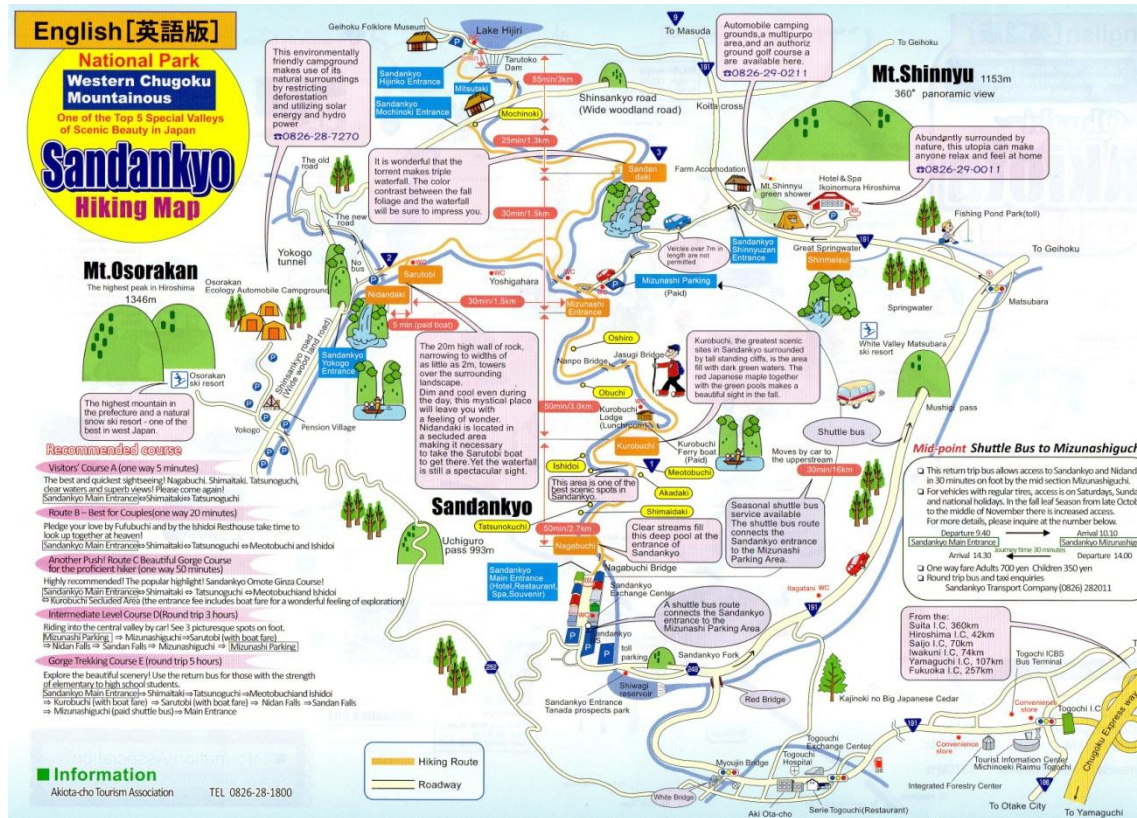 English[英語版]
National Park
Western Chugoku
Mountainous
One of the Top 5 Special Valleys
of Scenic Beauty in Japan
Sandankyo
Hiking Map
This environmentally
friendly campground
makes use of its
natural surroundings
by restricting
deforestation
and utilizing solar
energy and hydro
power
☎0826-28-7270
Geihoku Folklore Museum
Lake Hijiri
Sandankyo
Hijiriko Entrance
Tarutoko
Dam
Sandankyo
Mochinoki Entrance
Mitsutaki
Mochinoki
55min/3km
25min/1.3km
30min/1.5km
Shinsankyo road
(Wide woodland road)
9
To Masuda
191
Koita cross
Automobile camping
grounds,a multipurpo
area,and an authoriz
ground golf course a
are available here.
☎0826-29-0211
To Geihoku
Mt.Shinnyu 1153m
360° panoramic view
Abundantly surrounded by
nature, this utopia can make
anyone relax and feel at home
☎0826-29-0011
It is wonderful that the
torrent makes triple
waterfall. The color
contrast between the fall
foliage and the waterfall
will be sure to impress you.
3
Sandan
daki
Farm Accomodation
Mt.Shinnyu
green shower
Hotel & Spa
Ikoinomura Hiroshima
Fishing Pond Park(toll)
Veicles over 7m in
length are not
permitted
Sandankyo
Shinnyuzan
Entrance
Great Springwater
Shinmeisui
191
To Geihoku
Matsubara
Springwater
White Valley Matsubara
ski resort
The old
road
The new
road
Yokogo
tunnel
No
bus
2
WC
Sarutobi
Nidandaki
WC
Yoshigahara
WC
Mizunashi
Entrance
Mizunashi Parking
(Paid)
30min/1.5km
5 min (paid boat)
Mt.Osorakan
The highest peak in Hiroshima
1346m
Osorakan
Ecology Automobile Campground
Shinsankyo road
(Wide wood land road)
Sandankyo
Yokogo
Entrance
Osorakan
ski resort
The highest mountain in
the prefecture and a natural
snow ski resort - one of the
best in west Japan.
Yokogo
Pension Village
The 20m high wall of rock,
narrowing to widths of
as little as 2m, towers
over the surrounding
landscape.
Dim and cool even during
the day, this mystical place
will leave you with
a feeling of wonder.
Nidandaki is located in
a secluded area
making it necessary
to take the Sarutobi boat
to get there.Yet the waterfall
is still a spectacular sight.
Oshiro
Nanpo Bridge
Jasugi Bridge
Obuchi
WC
Kurobuchi
Lodge
(Lunchroom)
50min/3.0km
Kurobuchi
Kurobuchi
Ferry boat
(Paid)
Kurobuchi, the greatest scenic
sites in Sandankyo surrounded
by tall standing cliffs, is the area
fill with dark green waters. The
red Japanese maple together
with the green pools makes a
beautiful sight in the fall.
Mushigi pass
Shuttle bus
Moves by car to
to the upperstream
30min/16km
Seasonal shuttle bus
service available
The shuttle bus route
connects the
Sandankyo entrance
to the Mizunashi
Parking Area.
Ishidoi
1
Meotobuchi
This area is one of the
best scenic spots in
Sandankyo.
Akadaki
Shimaidaki
Sandankyo
Tatsunokuchi
50min/2.7km
Nagabuchi
Clear streams fill
this deep pool at the
entrance of
Sandankyo
Uchiguro
pass 993m
Nagabuchi Bridge
Sandankyo
Main Entrance
(Hotel,Restaurant,
Spa,Souvenir)
Sandankyo
Exchange Center
A shuttle bus route
connects the Sandankyo
entrance to the
Mizunashi Parking Area.
Itagatani WC
191
Sandankyo
toll
parking
Sandankyo Fork
249
Shiwagi
reservoir
Sandankyo Entrance
Tanada prospects park
Red Bridge
252
Kajinoki no Big Japanese Cedar
Recommended course
Visitors' Course A (one way 5 minutes)
The best and quickest sightseeing! Nagabuchi. Shimaitaki. Tatsunoguchi,
clear waters and superb views! Please come again!
Sandankyo Main Entrance⇔Shimaitaki⇔Tatsunoguchi
Route B – Best for Couples(one way 20 minutes)
Pledge your love by Fufubuchi and by the Ishidoi Resthouse take time to
look up together at heaven!
Sandankyo Main Entrance⇔Shimaitaki⇔Tatsunoguchi ⇔Meotobuchi and Ishidoi
Another Push! Route C Beautiful Gorge Course
for the proficient hiker (one way 50 minutes)
Highly recommended! The popular highlight! Sandankyo Omote Ginza Course!
Sandankyo Main Entrance⇔Shimaitaki ⇔ Tatsunoguchi ⇔ Meotobuchiand Ishidoi
⇔ Kurobuchi Secluded Area (the entrance fee includes boat fare for a wonderful feeling of exploration)
Intermediate Level Course D(Round trip 3 hours)
Riding into the central valley by car! See 3 picturesque spots on foot.
Mizunashi Parking ⇒ Mizunashiguchi⇒Sarutobi (with boat fare)
⇒ Nidan Falls ⇒ Sandan Falls ⇒ Mizunashiguchi ⇒ Mizunashi Parking
Gorge Trekking Course E (round trip 5 hours)
Explore the beautiful scenery! Use the return bus for those with the strength
of elementary to high school students.
Sandankyo Main Entrance⇒Shimaitaki⇒Tatsunoguchi⇒Meotobuchiand Ishidoi
⇒ Kurobuchi (with boat fare) ⇒ Sarutobi (with boat fare) ⇒ Nidan Falls ⇒Sandan Falls
⇒ Mizunashiguchi (paid shuttle bus)⇒ Main Entrance
Mid-point Shuttle Bus to Mizunashiguch
This return trip bus allows access to Sandankyo and Nidand
in 30 minutes on foot by the mid section Mizunashiguchi.
For vehicles with regular tires, access is on Saturdays, Sunda
and national holidays. In the fall leaf Season from late Octob
to the middle of November there is increased access.
For more details, please inquire at the number below.
Departure 9.40
Arrival 10.10
Sandankyo Main Entrance
Sandankyo Mizunashig
Journey time 30 minutes
Arrival 14.30
Departure 14.00
One way fare Adults 700 yen Children 350 yen
Round trip bus and taxi enquiries
Sandankyo Transport Company (0826) 282011
From the:
Suita I.C, 360km
Hiroshima I.C, 42km
Saijo I.C, 70km
Iwakuni I.C, 74km
Yamaguchi I.C, 107km
Fukuoka I.C, 257km
Togochi ICBS
Bus Terminal
Convenience
store
Togochi I.C
191
Convenience
store
Tourist Infomation Center
Michinoeki Raimu Togochi
Integrated Forestry Center
186
Chugoku Express way
To Otake City
To Yamaguchi
Togouchi
Exchange Center
Togouchi
Hospital
Myoujin Bridge
GS
White Bridge
Aki Ota-cho
Serie Togouchi(Restaurant)
Hiking Route
Roadway
Information
Akiota-cho Tourism Association TEL 0826-28-1800